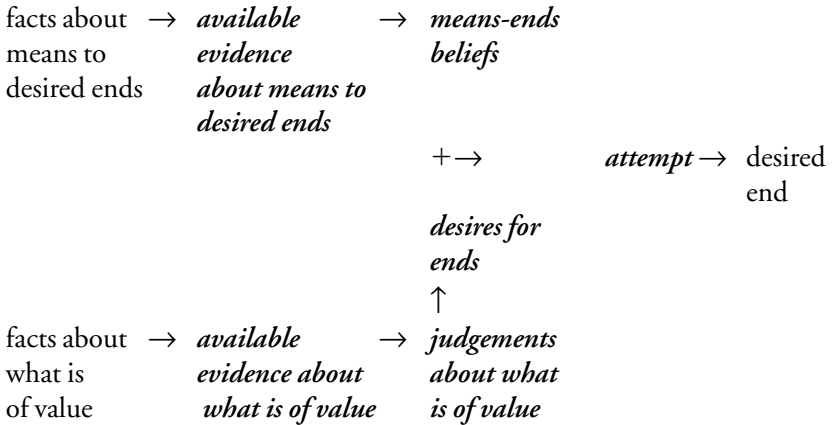 facts about → available → means-ends
means to evidence beliefs
desired ends about means to
desired ends
+→ attempt → desired
end
desires for
ends
↑
facts about → available → judgements
what is evidence about about what
of value what is of value is of value